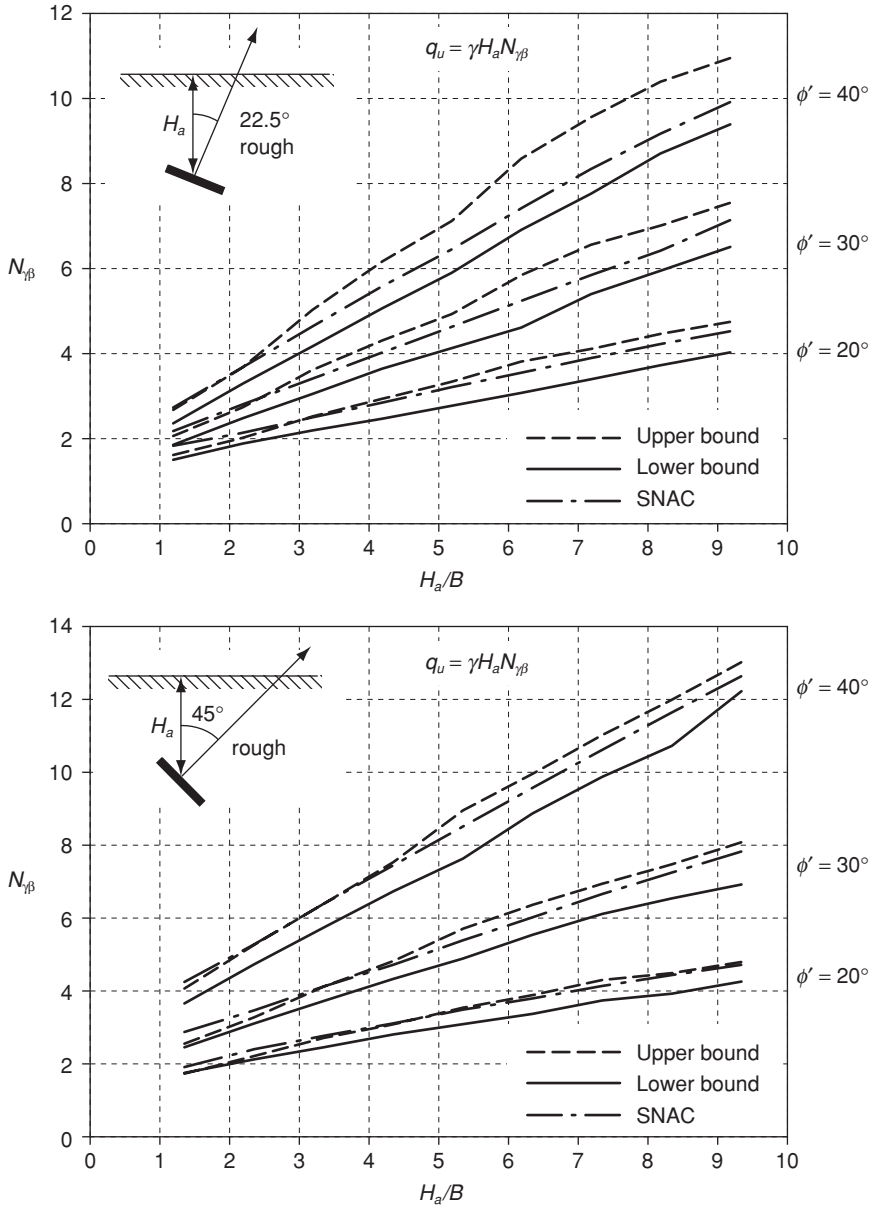 12
10
8
6
4
2
0
N_γβ
q_u = γH_aN_γβ
H_a
22.5°
rough
ϕ′ = 40°
ϕ′ = 30°
ϕ′ = 20°
Upper bound
Lower bound
SNAC
0 1 2 3 4 5 6 7 8 9 10
H_a/B
14
12
10
8
6
4
2
0
N_γβ
q_u = γH_aN_γβ
H_a
45°
rough
ϕ′ = 40°
ϕ′ = 30°
ϕ′ = 20°
Upper bound
Lower bound
SNAC
0 1 2 3 4 5 6 7 8 9 10
H_a/B